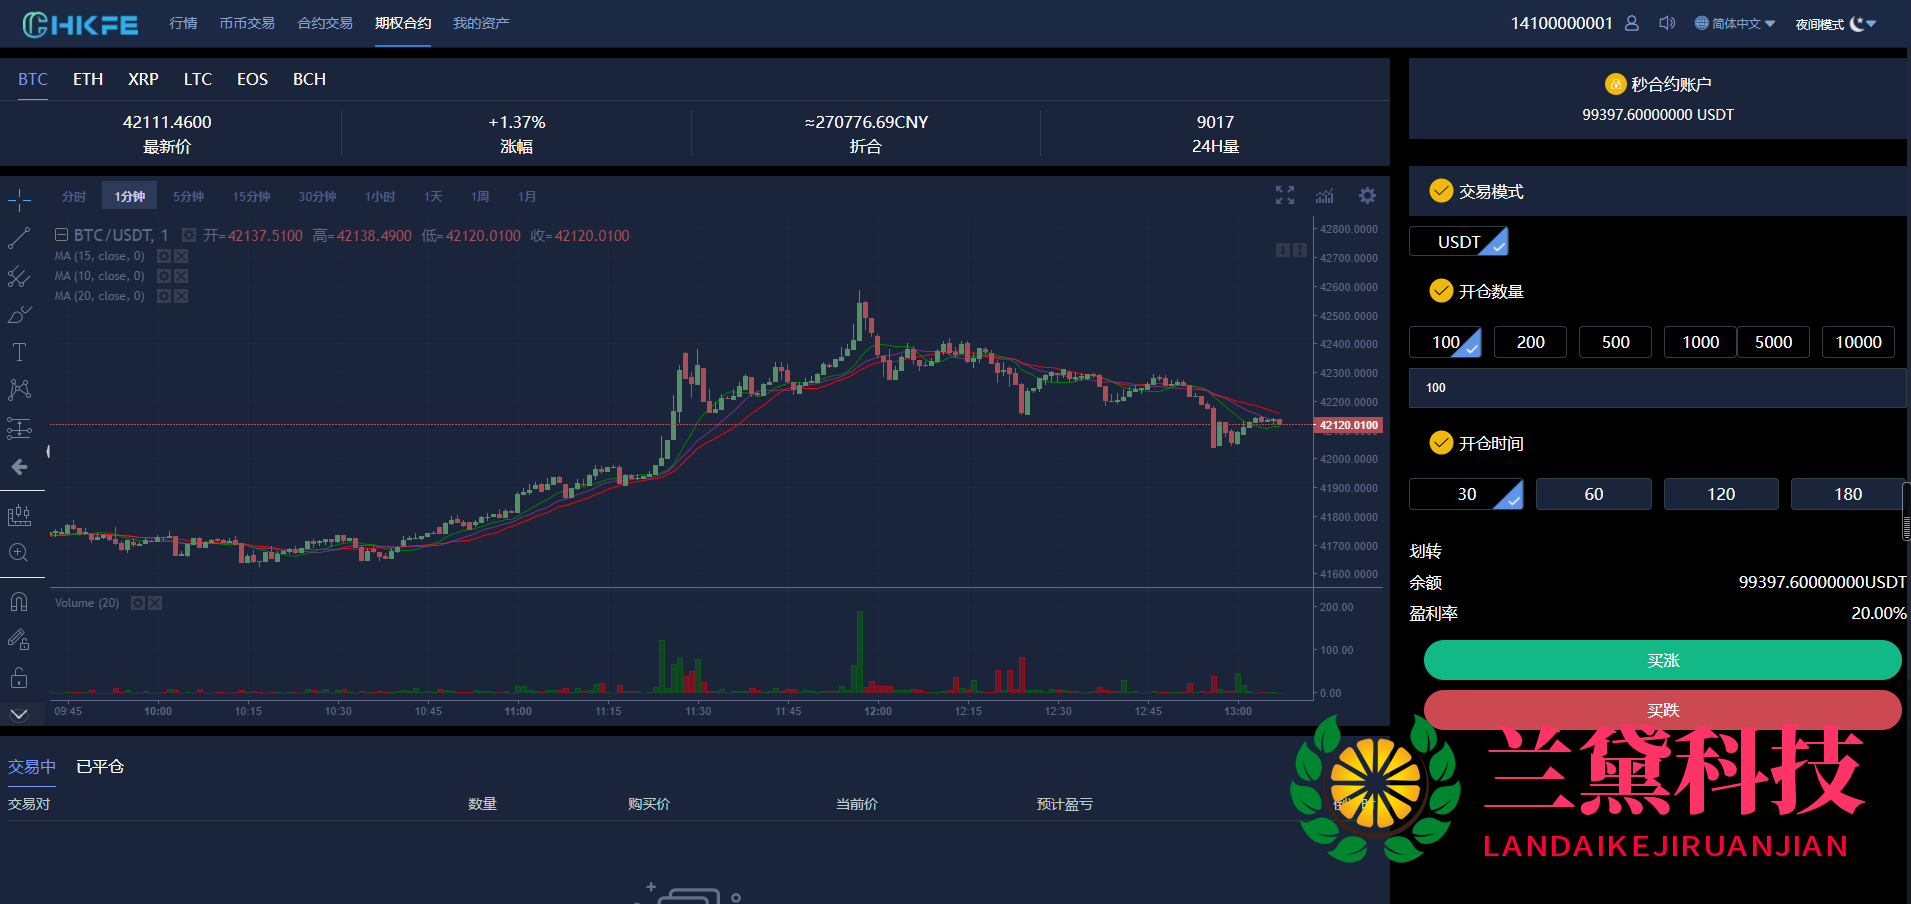 HKFE 行情 币币交易 合约交易 期权合约 我的资产 14100000001 简体中文 夜间模式
BTC ETH XRP LTC EOS BCH
42111.4600 +1.37% ≈270776.69CNY 9017
最新价 涨幅 折合 24H量
秒合约账户
99397.60000000 USDT
分时 1分钟 5分钟 15分钟 30分钟 1小时 1天 1周 1月
BTC/USDT, 1 开=42137.5100 高=42138.4900 低=42120.0100 收=42120.0100
MA (15, close, 0)
MA (10, close, 0)
MA (20, close, 0)
42800.0000
42700.0000
42600.0000
42500.0000
42400.0000
42300.0000
42200.0000
42120.0100
42000.0000
41900.0000
41800.0000
41700.0000
41600.0000
Volume (20)
200.00
100.00
0.00
09:45 10:00 10:15 10:30 10:45 11:00 11:15 11:30 11:45 12:00 12:15 12:30 12:45 13:00
交易模式
USDT
开仓数量
100 200 500 1000 5000 10000
100
开仓时间
30 60 120 180
划转
余额 99397.60000000USDT
盈利率 20.00%
买涨
买跌
交易中 已平仓
交易对 数量 购买价 当前价 预计盈亏
兰黛科技
LANDAIKEJIRUANJIAN